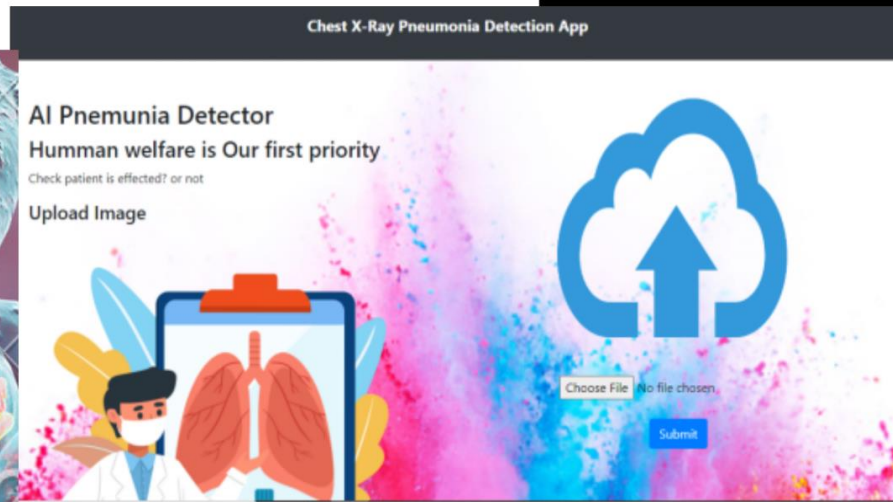 Chest X-Ray Pneumonia Detection App
AI Pnemunia Detector
Humman welfare is Our first priority
Check patient is effected? or not
Upload Image
Choose File No file chosen
Submit